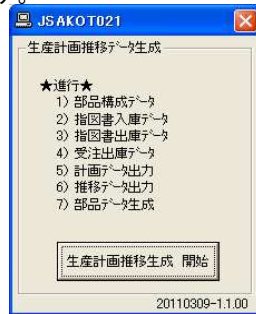 JSAKOT021
生産計画推移ﾃﾞｰﾀ生成
★進行★
1) 部品構成ﾃﾞｰﾀ
2) 指図書入庫ﾃﾞｰﾀ
3) 指図書出庫ﾃﾞｰﾀ
4) 受注出庫ﾃﾞｰﾀ
5) 計画ﾃﾞｰﾀ出力
6) 推移ﾃﾞｰﾀ出力
7) 部品ﾃﾞｰﾀ生成
生産計画推移生成 開始
20110309-1.1.00